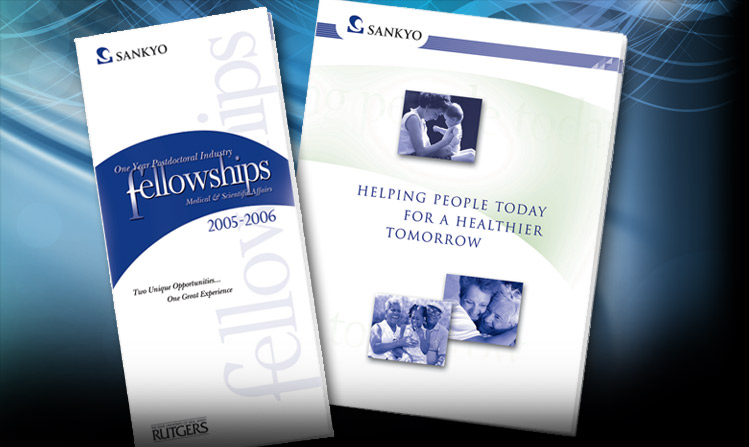 SANKYO
fellowships
One Year Postdoctoral Industry
fellowships
Medical & Scientific Affairs
2005-2006
Two Unique Opportunities...
One Great Experience
RUTGERS
SANKYO
HELPING PEOPLE TODAY
FOR A HEALTHIER
TOMORROW